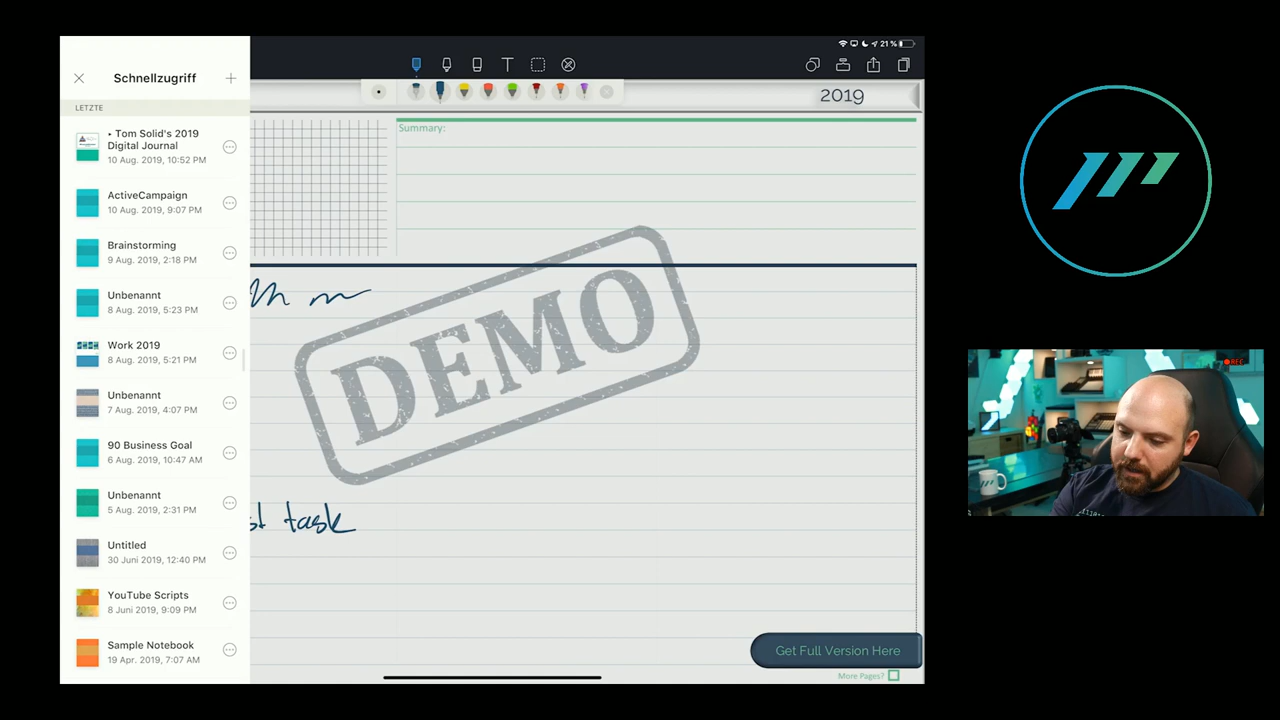 21 %
Schnellzugriff
LETZTE
• Tom Solid's 2019
Digital Journal
10 Aug. 2019, 10:52 PM
ActiveCampaign
10 Aug. 2019, 9:07 PM
Brainstorming
9 Aug. 2019, 2:18 PM
Unbenannt
8 Aug. 2019, 5:23 PM
Work 2019
8 Aug. 2019, 5:21 PM
Unbenannt
7 Aug. 2019, 4:07 PM
90 Business Goal
6 Aug. 2019, 10:47 AM
Unbenannt
5 Aug. 2019, 2:31 PM
Untitled
30 Juni 2019, 12:40 PM
YouTube Scripts
8 Juni 2019, 9:09 PM
Sample Notebook
19 Apr. 2019, 7:07 AM
2019
Summary:
DEMO
st task
Get Full Version Here
More Pages?
REC